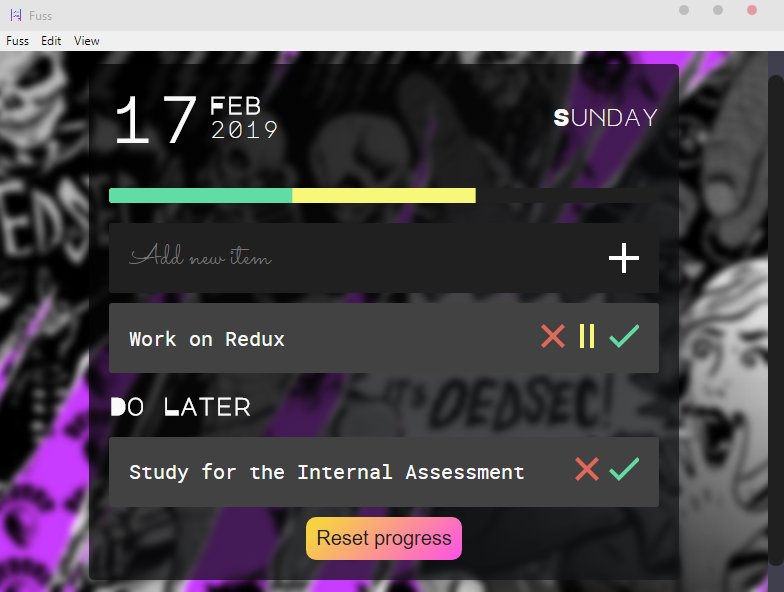 Fuss
Fuss Edit View
17 FEB
2019
SUNDAY
Add new item
Work on Redux
DO LATER
IT'S DEDSEC!
Study for the Internal Assessment
Reset progress